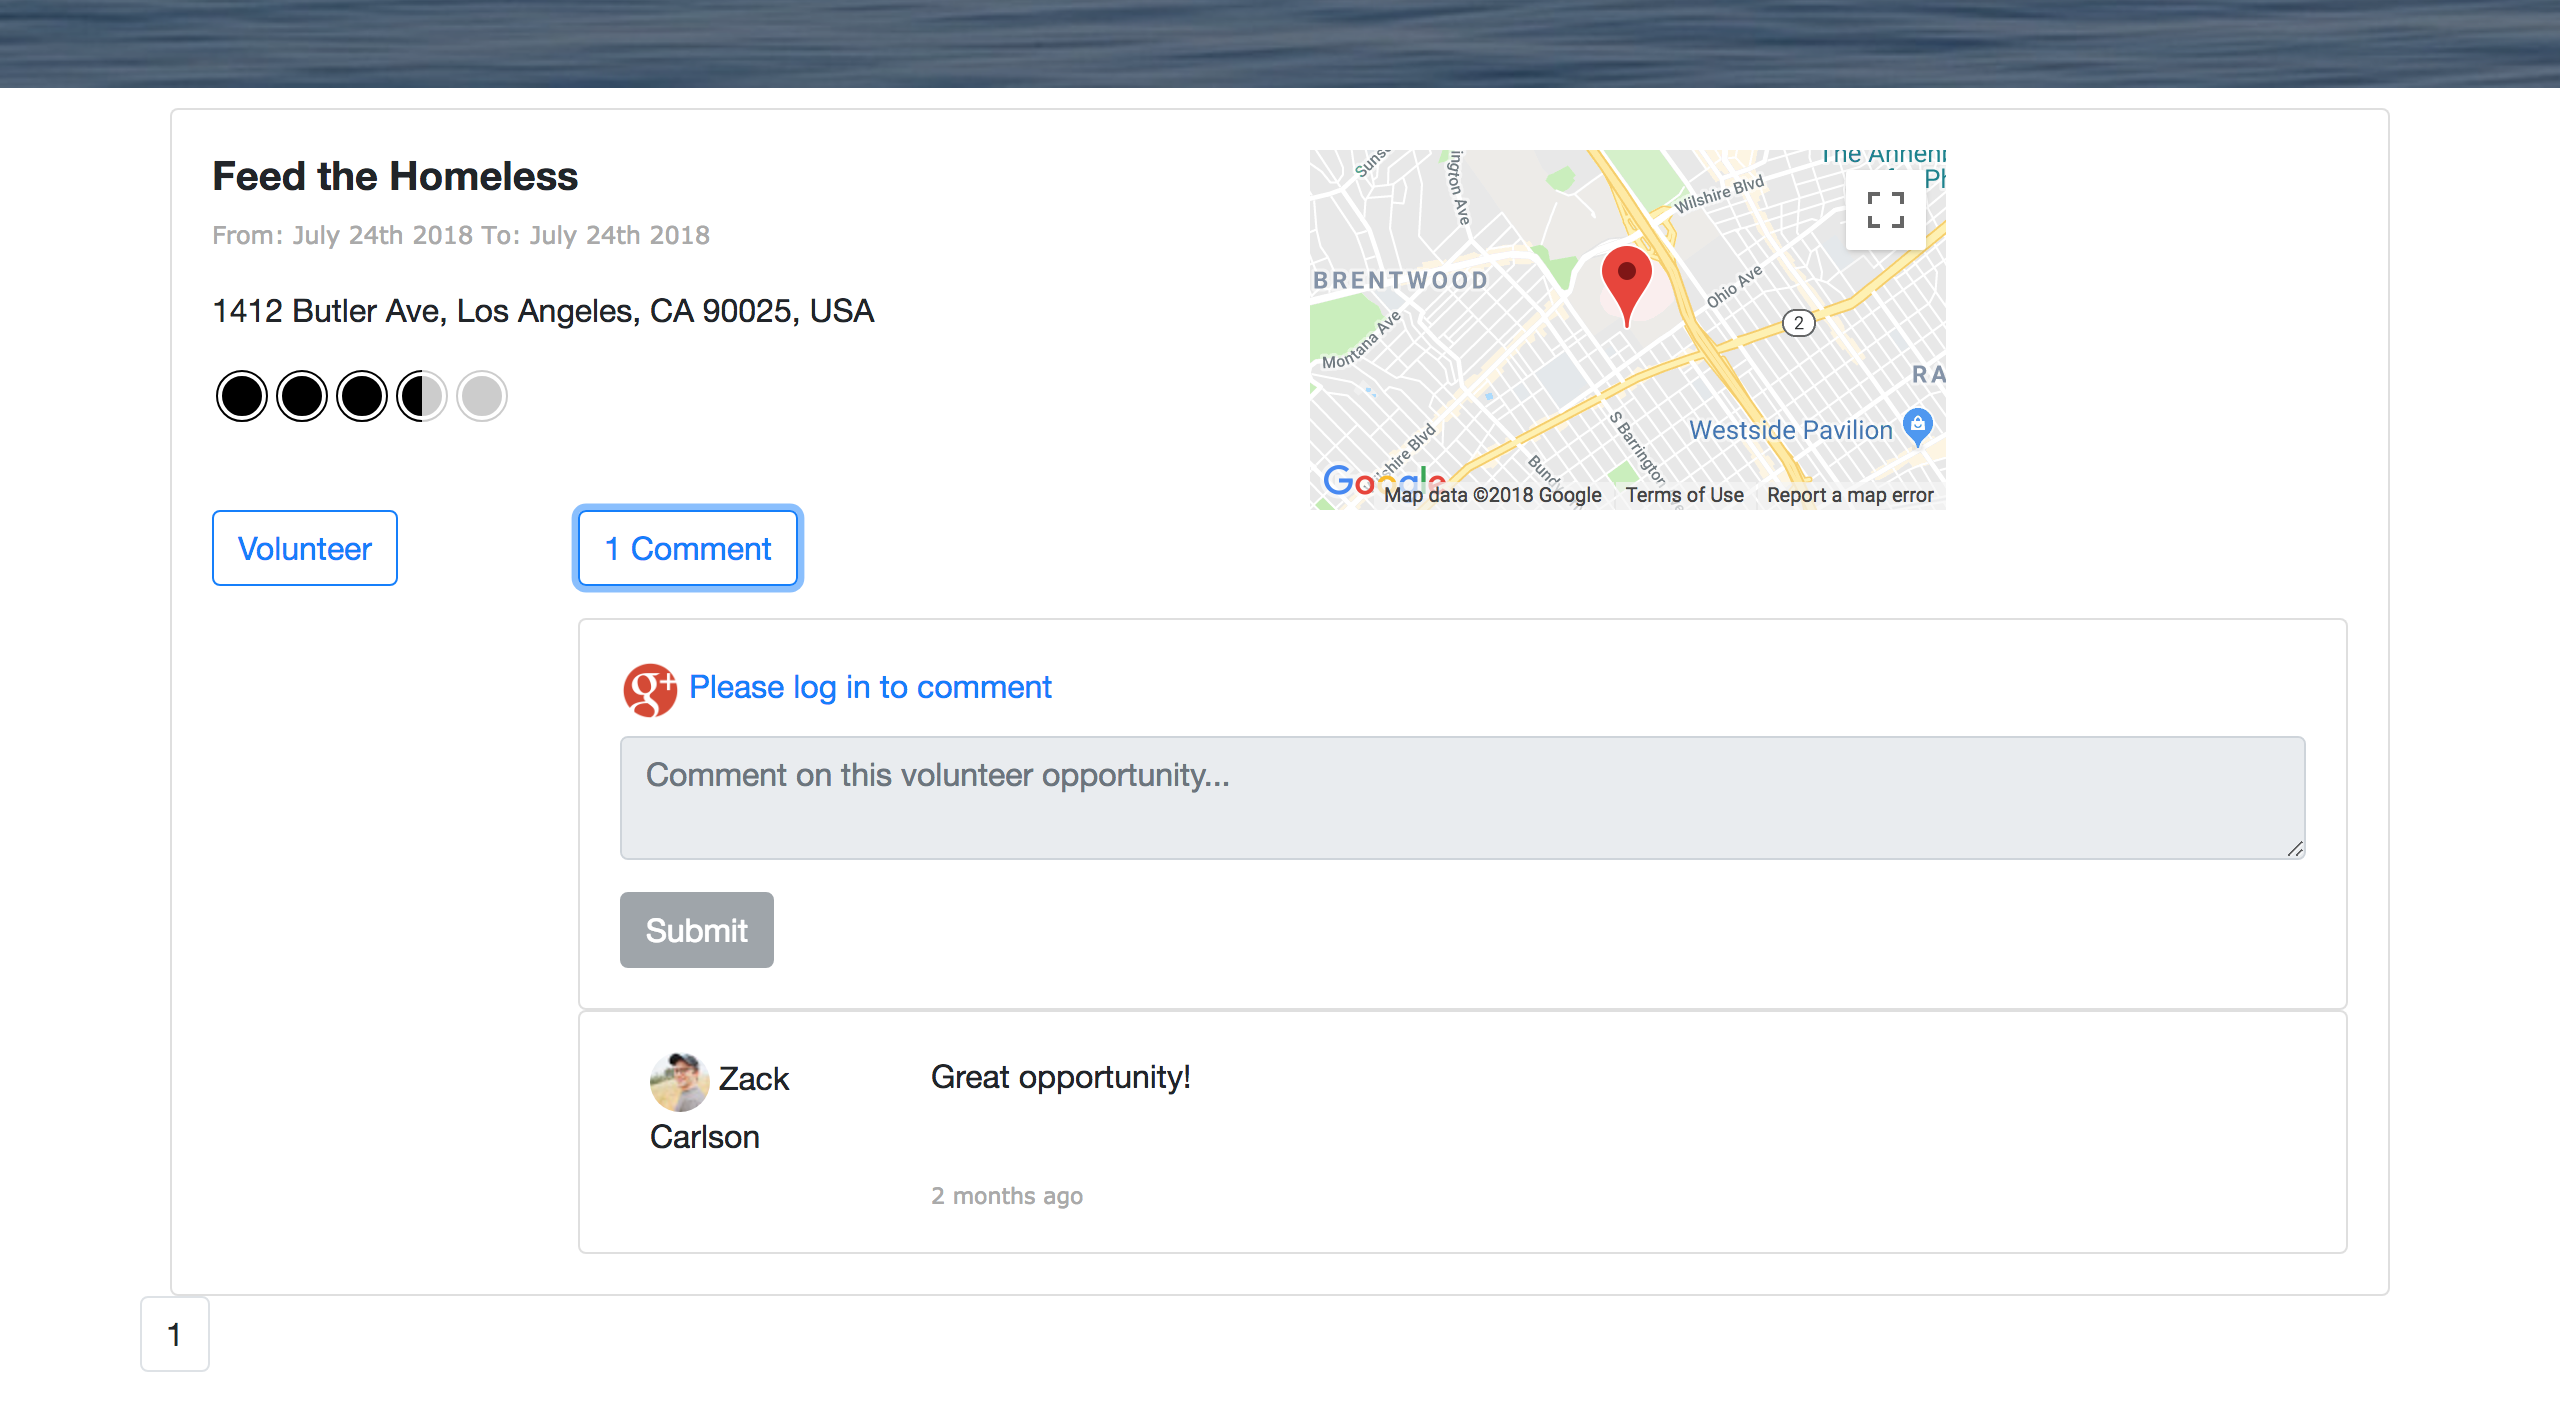 Feed the Homeless
From: July 24th 2018 To: July 24th 2018
1412 Butler Ave, Los Angeles, CA 90025, USA
Wilshire Blvd
BRENTWOOD
Ohio Ave
Montana Ave
2
RA
Westside Pavilion
S Barrington
Google
Map data ©2018 Google
Terms of Use
Report a map error
Volunteer
1 Comment
g+ Please log in to comment
Comment on this volunteer opportunity...
Submit
Zack
Carlson
Great opportunity!
2 months ago
1